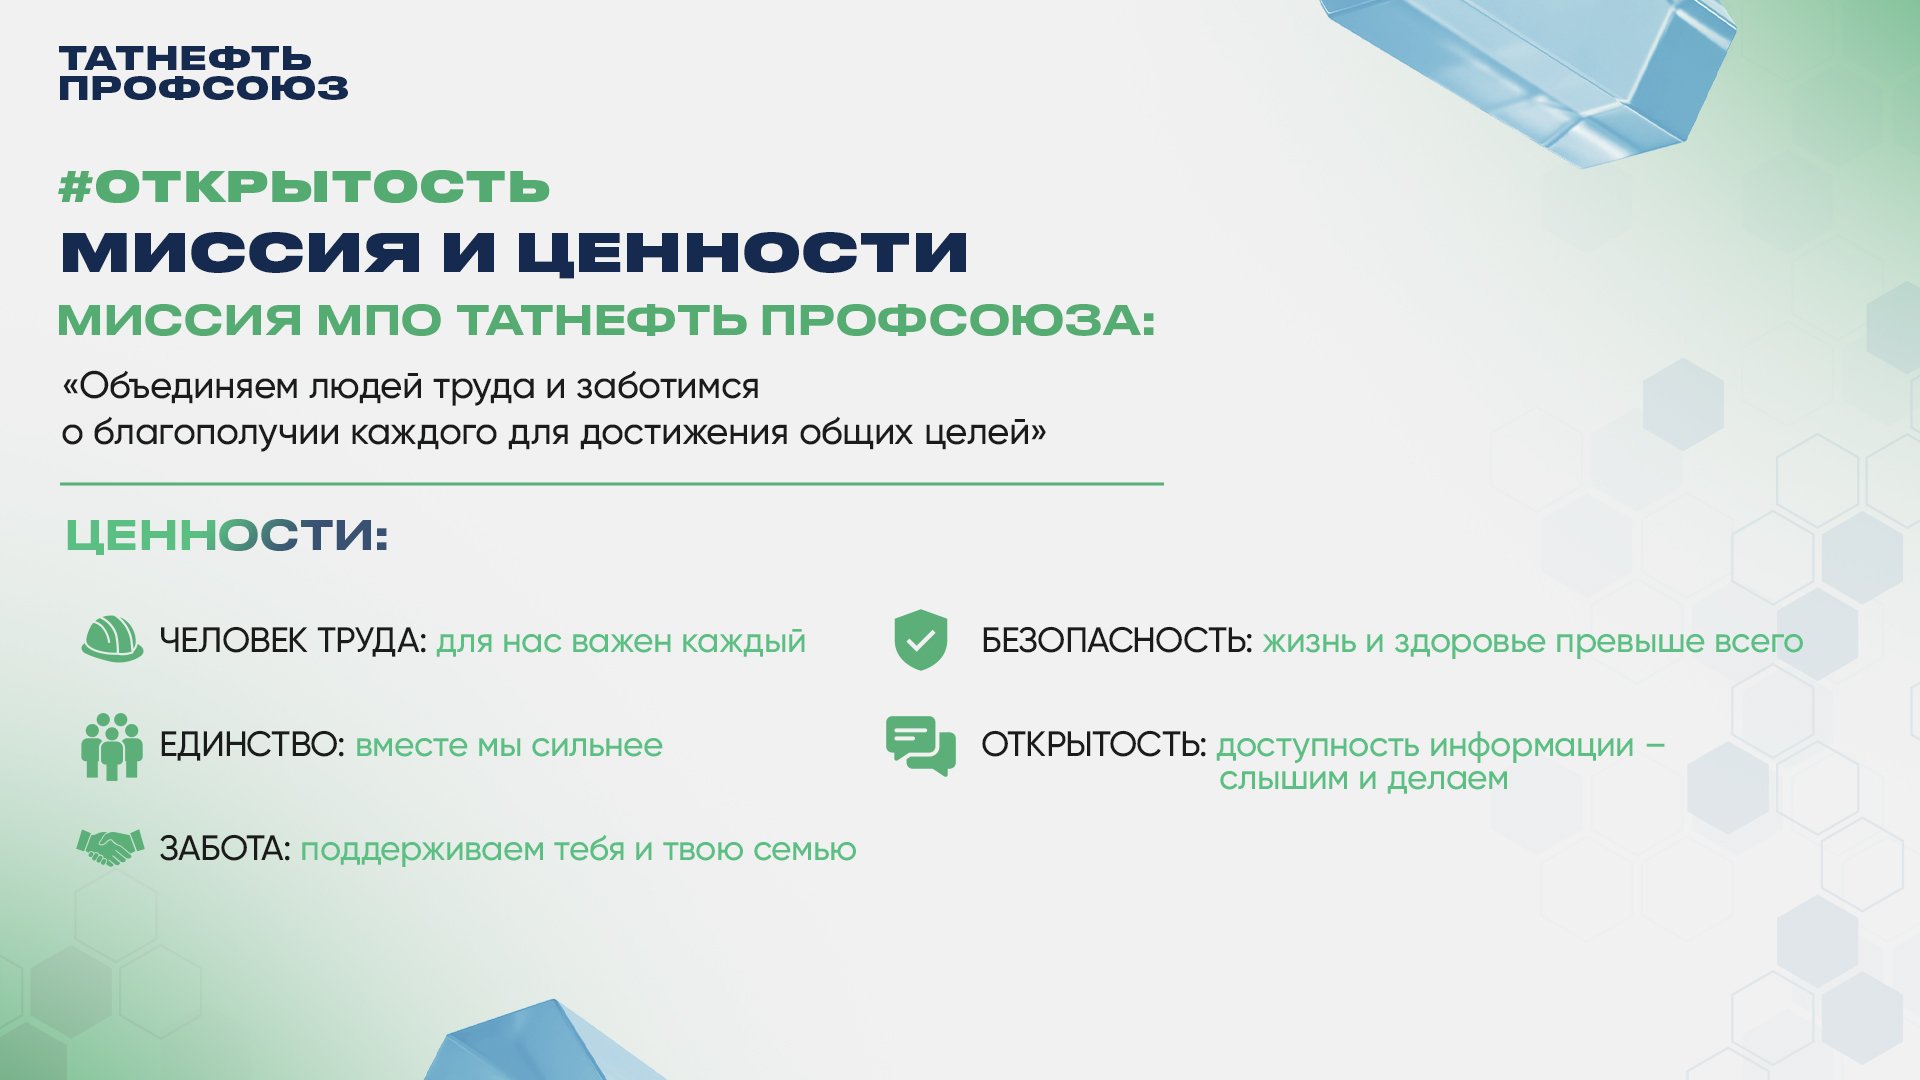 ТАТНЕФТЬ
ПРОФСОЮЗ
#ОТКРЫТОСТЬ
МИССИЯ И ЦЕННОСТИ
МИССИЯ МПО ТАТНЕФТЬ ПРОФСОЮЗА:
«Объединяем людей труда и заботимся
о благополучии каждого для достижения общих целей»
ЦЕННОСТИ:
ЧЕЛОВЕК ТРУДА: для нас важен каждый
ЕДИНСТВО: вместе мы сильнее
ЗАБОТА: поддерживаем тебя и твою семью
БЕЗОПАСНОСТЬ: жизнь и здоровье превыше всего
ОТКРЫТОСТЬ: доступность информации –
слышим и делаем